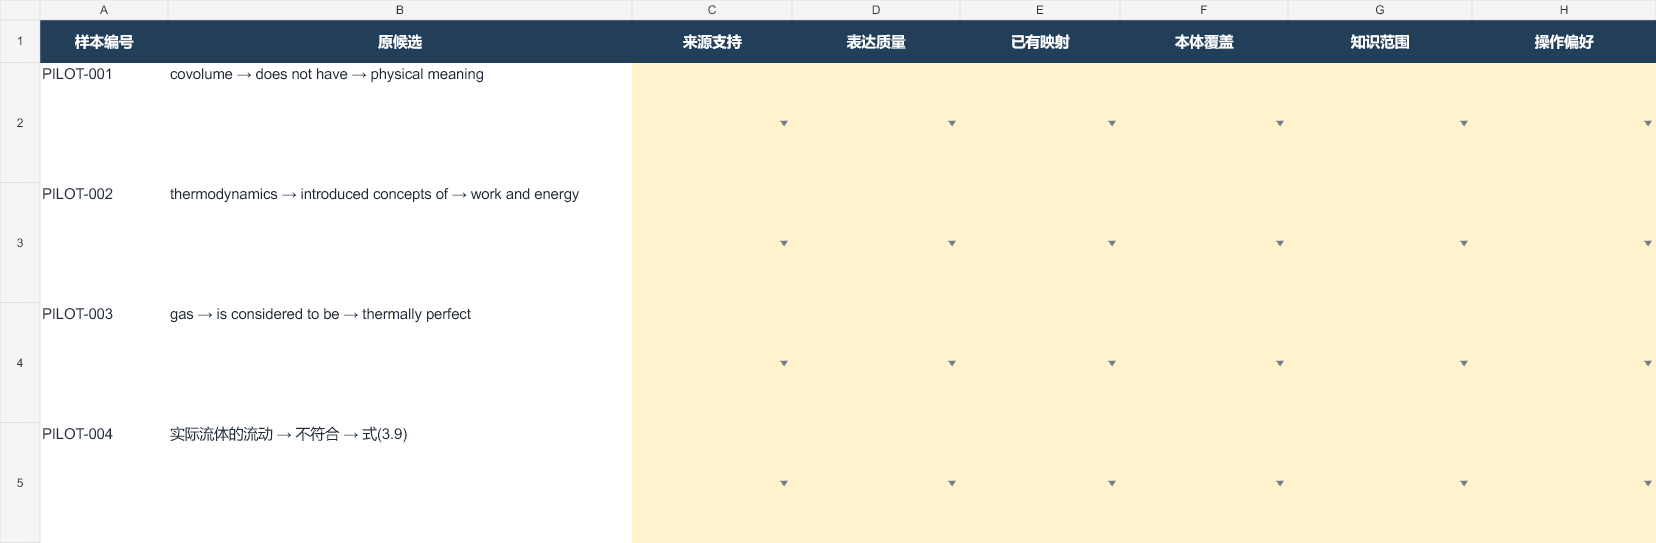 A B C D E F G H
1 样本编号 原候选 来源支持 表达质量 已有映射 本体覆盖 知识范围 操作偏好
2 PILOT-001 covolume → does not have → physical meaning
3 PILOT-002 thermodynamics → introduced concepts of → work and energy
4 PILOT-003 gas → is considered to be → thermally perfect
5 PILOT-004 实际流体的流动 → 不符合 → 式(3.9)